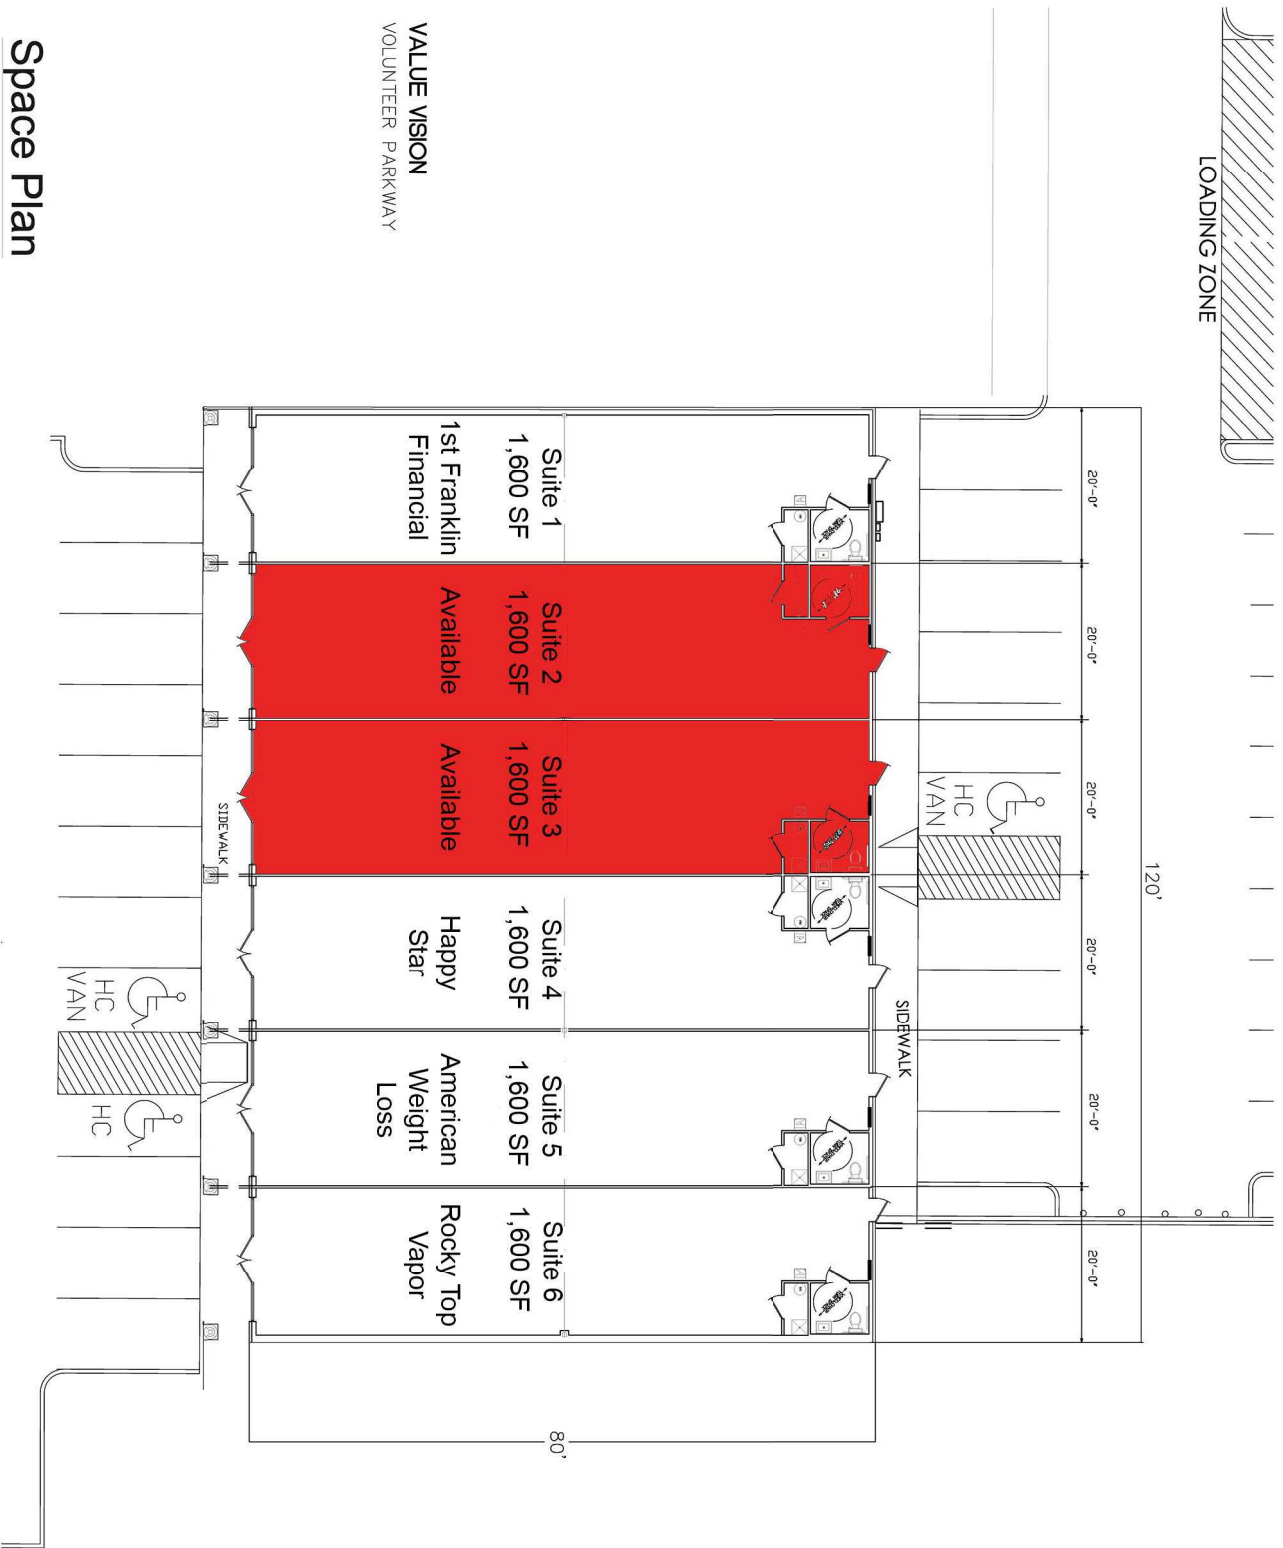 LOADING ZONE
120'
20'-0"
20'-0"
20'-0"
20'-0"
20'-0"
20'-0"
HC
VAN
SIDEWALK
Suite 1
1,600 SF
1st Franklin
Financial
Suite 2
1,600 SF
Available
Suite 3
1,600 SF
Available
Suite 4
1,600 SF
Happy
Star
Suite 5
1,600 SF
American
Weight
Loss
Suite 6
1,600 SF
Rocky Top
Vapor
80'
SIDEWALK
HC
VAN
HC
VALUE VISION
VOLUNTEER PARKWAY
Space Plan